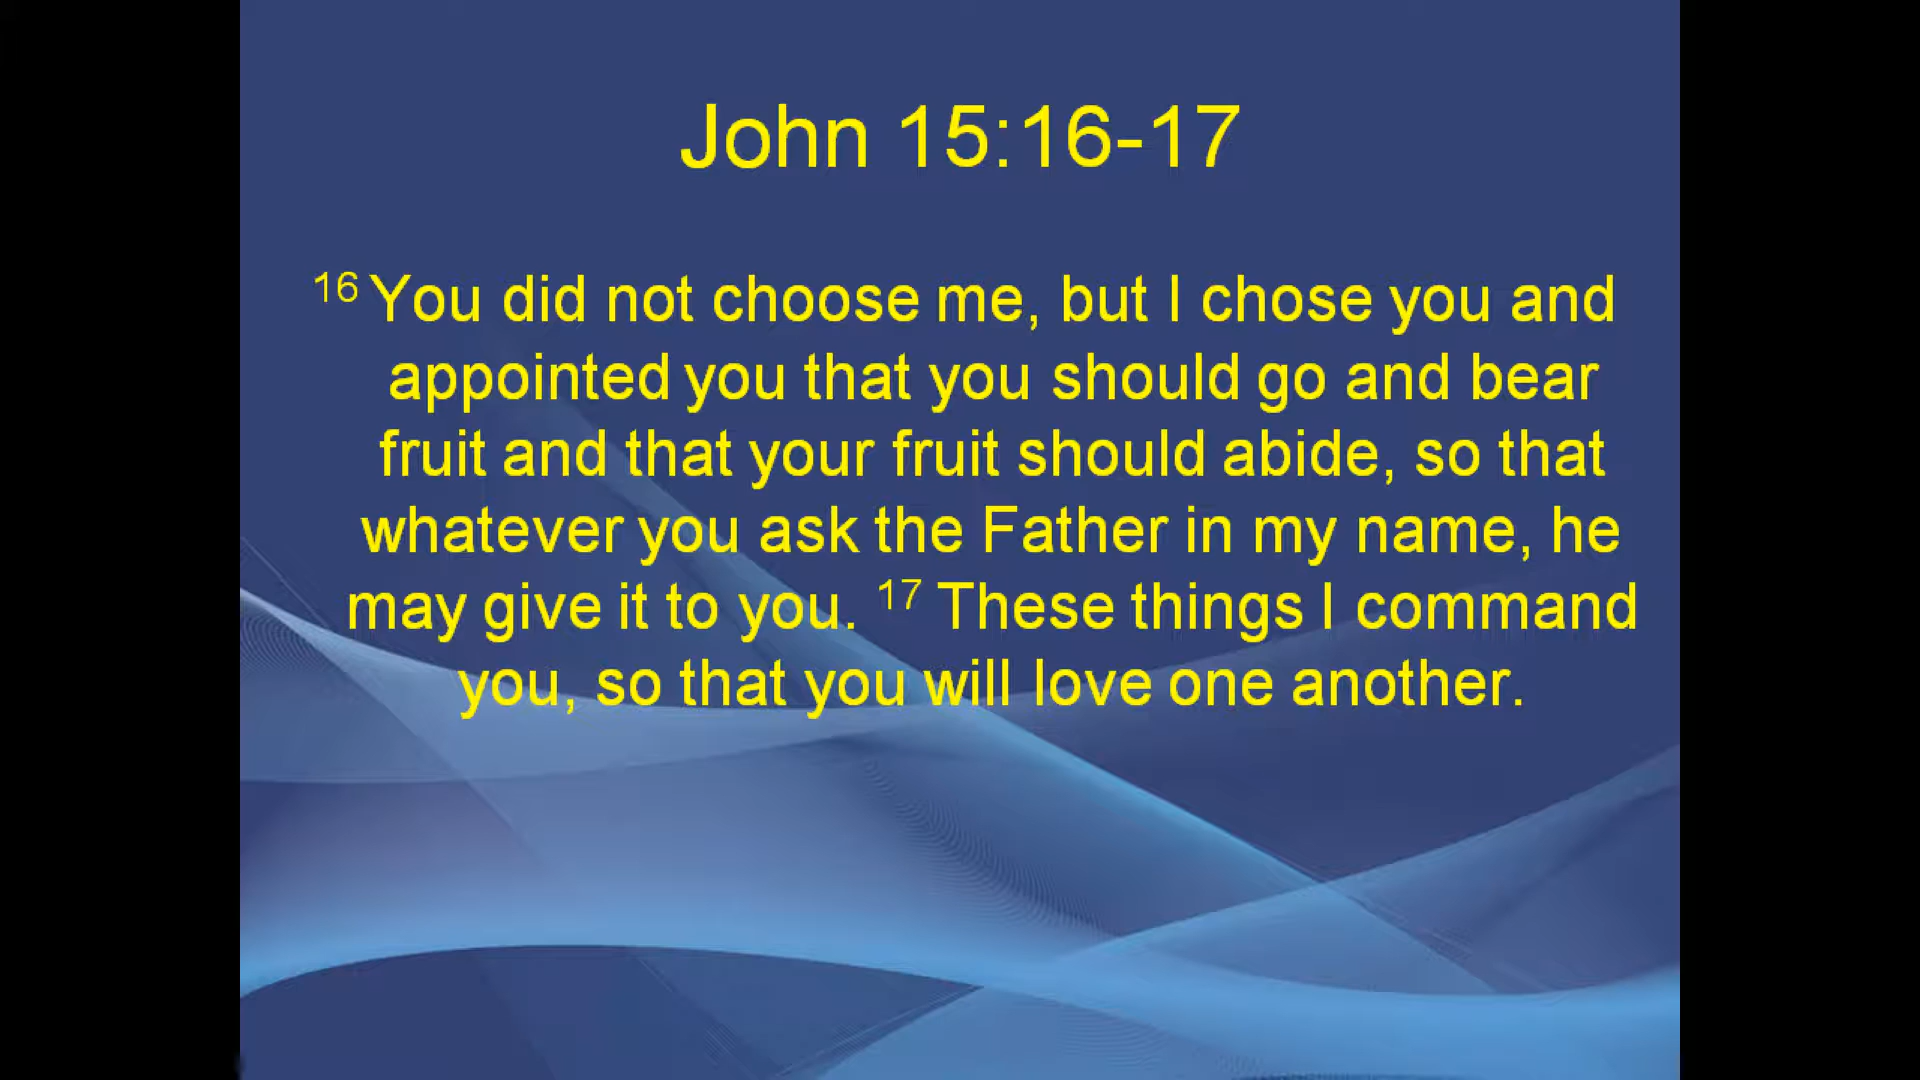 John 15:16-17
16 You did not choose me, but I chose you and
appointed you that you should go and bear
fruit and that your fruit should abide, so that
whatever you ask the Father in my name, he
may give it to you. 17 These things I command
you, so that you will love one another.